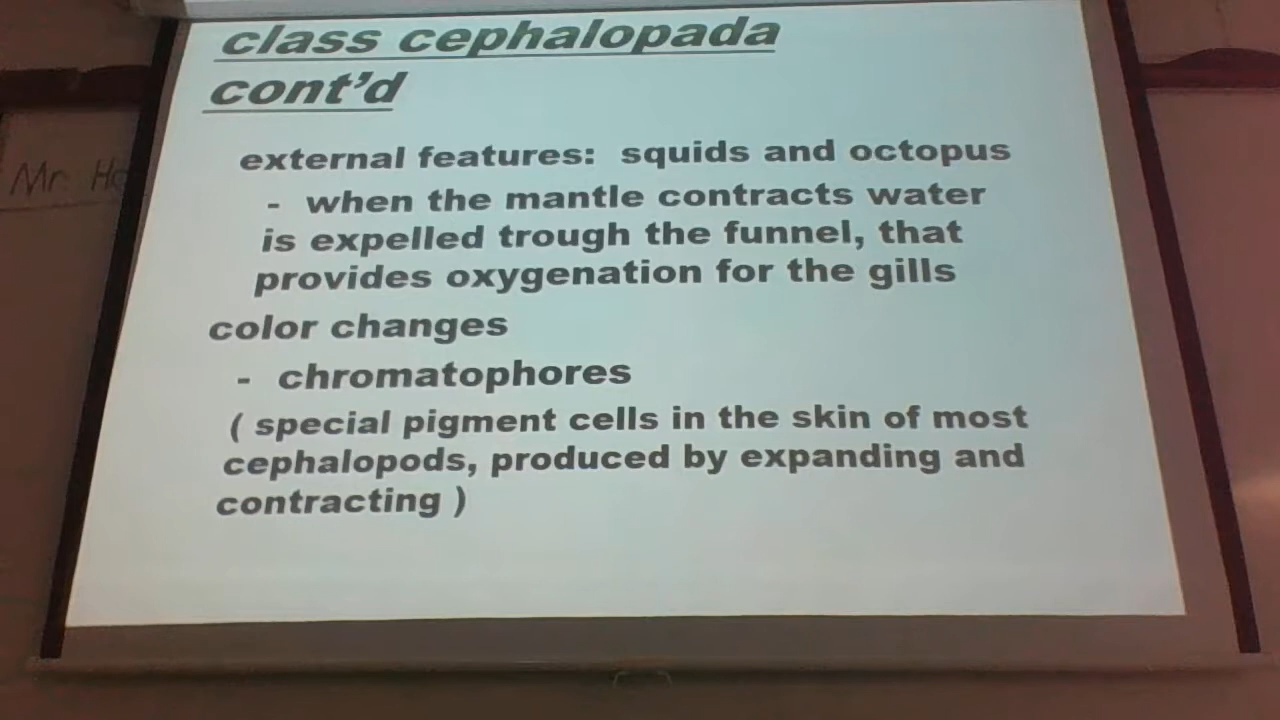 class cephalopada
cont'd
external features: squids and octopus
- when the mantle contracts water
is expelled trough the funnel, that
provides oxygenation for the gills
color changes
- chromatophores
( special pigment cells in the skin of most
cephalopods, produced by expanding and
contracting )
Mr.